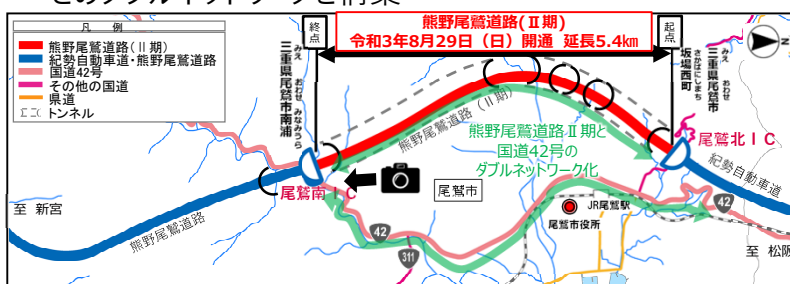 とのダブルネットワークを構築
凡 例
熊野尾鷲道路(Ⅱ期)
紀勢自動車道・熊野尾鷲道路
国道42号
その他の国道
県道
トンネル
終点
三重県尾鷲市南浦
みえ おわせ みなみうら
熊野尾鷲道路(Ⅱ期)
令和3年8月29日(日)開通 延長5.4km
起点
三重県尾鷲市
みえ おわせ
坂場西町
さかばにしまち
N
熊野尾鷲道路(Ⅱ期)
熊野尾鷲道路Ⅱ期と
国道42号の
ダブルネットワーク化
尾鷲北IC
紀勢自動車道
尾鷲南IC
尾鷲市
至 新宮
熊野尾鷲道路
JR尾鷲駅
尾鷲市役所
42
42
311
至 松阪